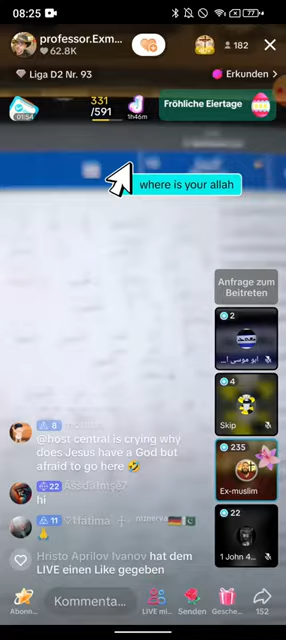 08:25
77
professor.Exm...
62.8K
182
Liga D2 Nr. 93
Erkunden >
01:54
331
/591
1h46m
Fröhliche Eiertage
where is your allah
Anfrage zum
Beitreten
2
ابو موسى ا...
4
Skip
235
Ex-muslim
22
1 John 4...
8
@host central is crying why
does Jesus have a God but
afraid to go here 🤣
22
hi
11
🙏
Hristo Aprilov Ivanov hat dem
LIVE einen Like gegeben
Abonn...
Kommenta...
LIVE mi...
Senden
Gesche...
152